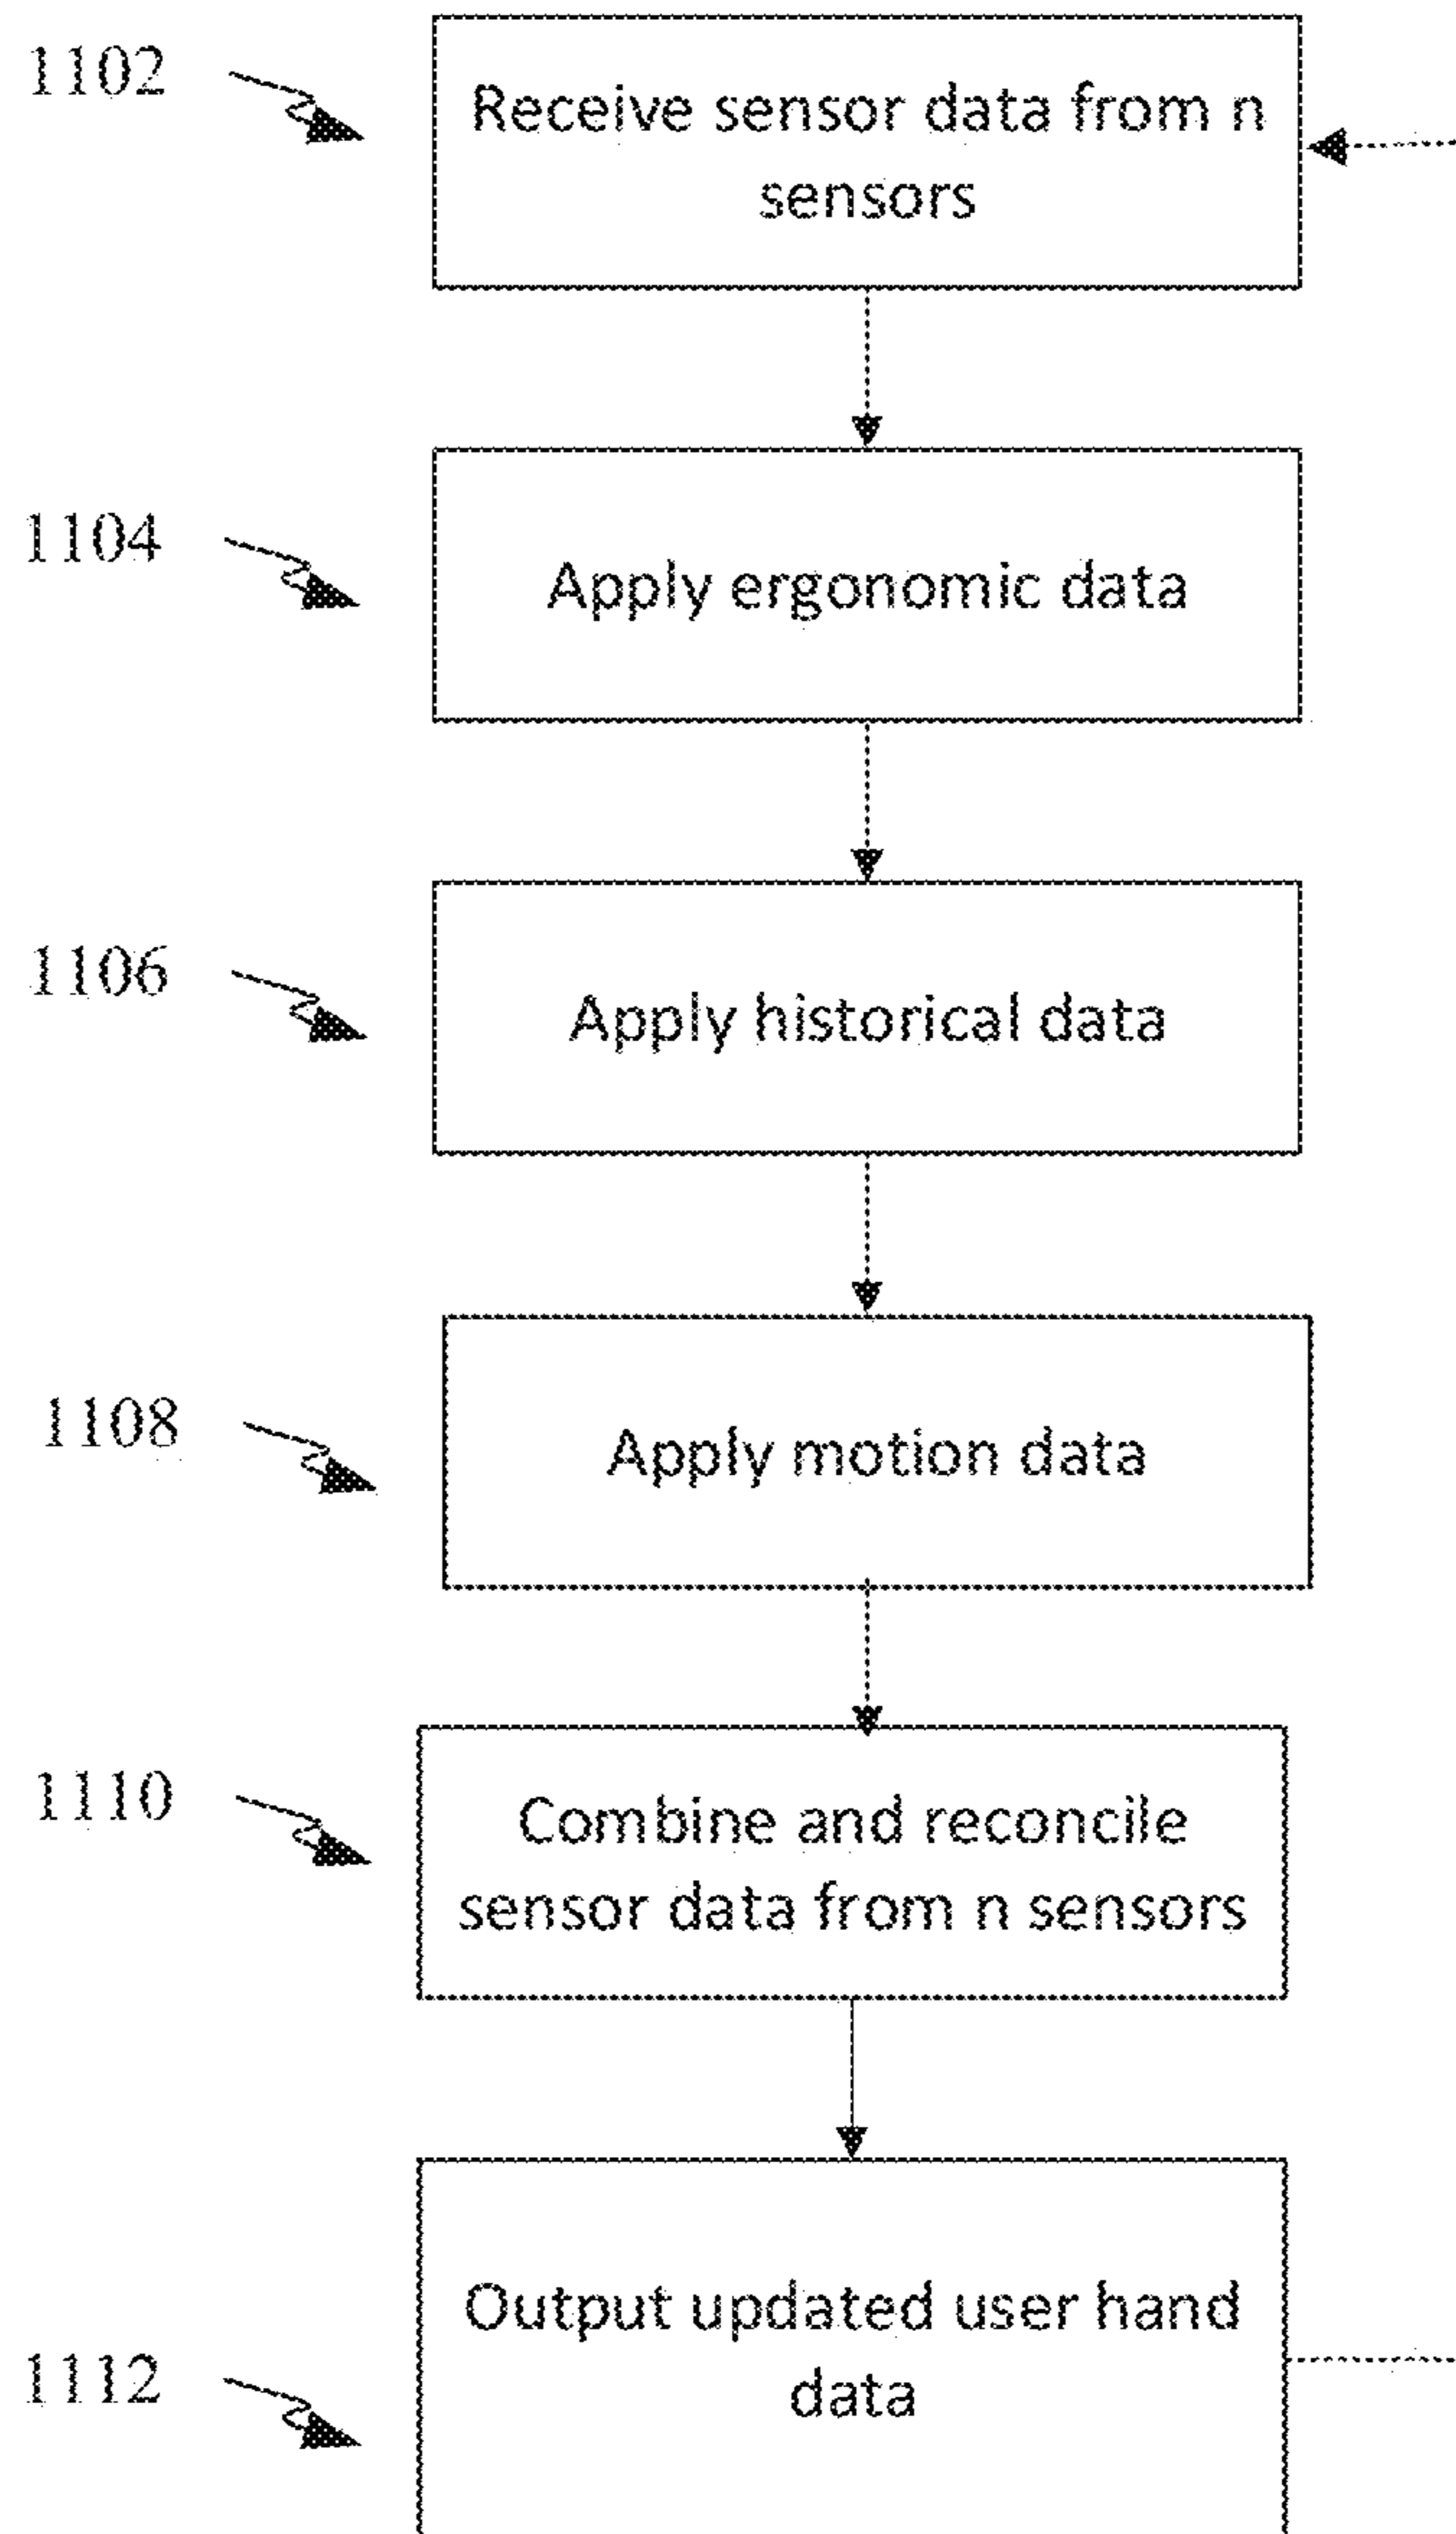 1102
Receive sensor data from n
sensors
1104
Apply ergonomic data
1106
Apply historical data
1108
Apply motion data
1110
Combine and reconcile
sensor data from n sensors
Output updated user hand
data
1112